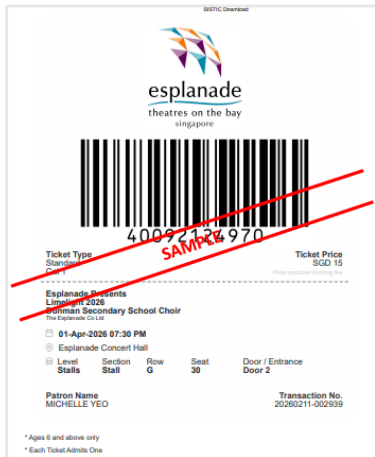 SISTIC Download
esplanade
theatres on the bay
singapore
40092124970
SAMPLE
Ticket Type Ticket Price
Standard SGD 15
Cat 1 Price excludes booking fee
Esplanade Presents
Limelight 2026
Dunman Secondary School Choir
The Esplanade Co Ltd
01-Apr-2026 07:30 PM
Esplanade Concert Hall
Level Section Row Seat Door / Entrance
Stalls Stall G 30 Door 2
Patron Name Transaction No.
MICHELLE YEO 20260211-002939
* Ages 6 and above only
* Each Ticket Admits One